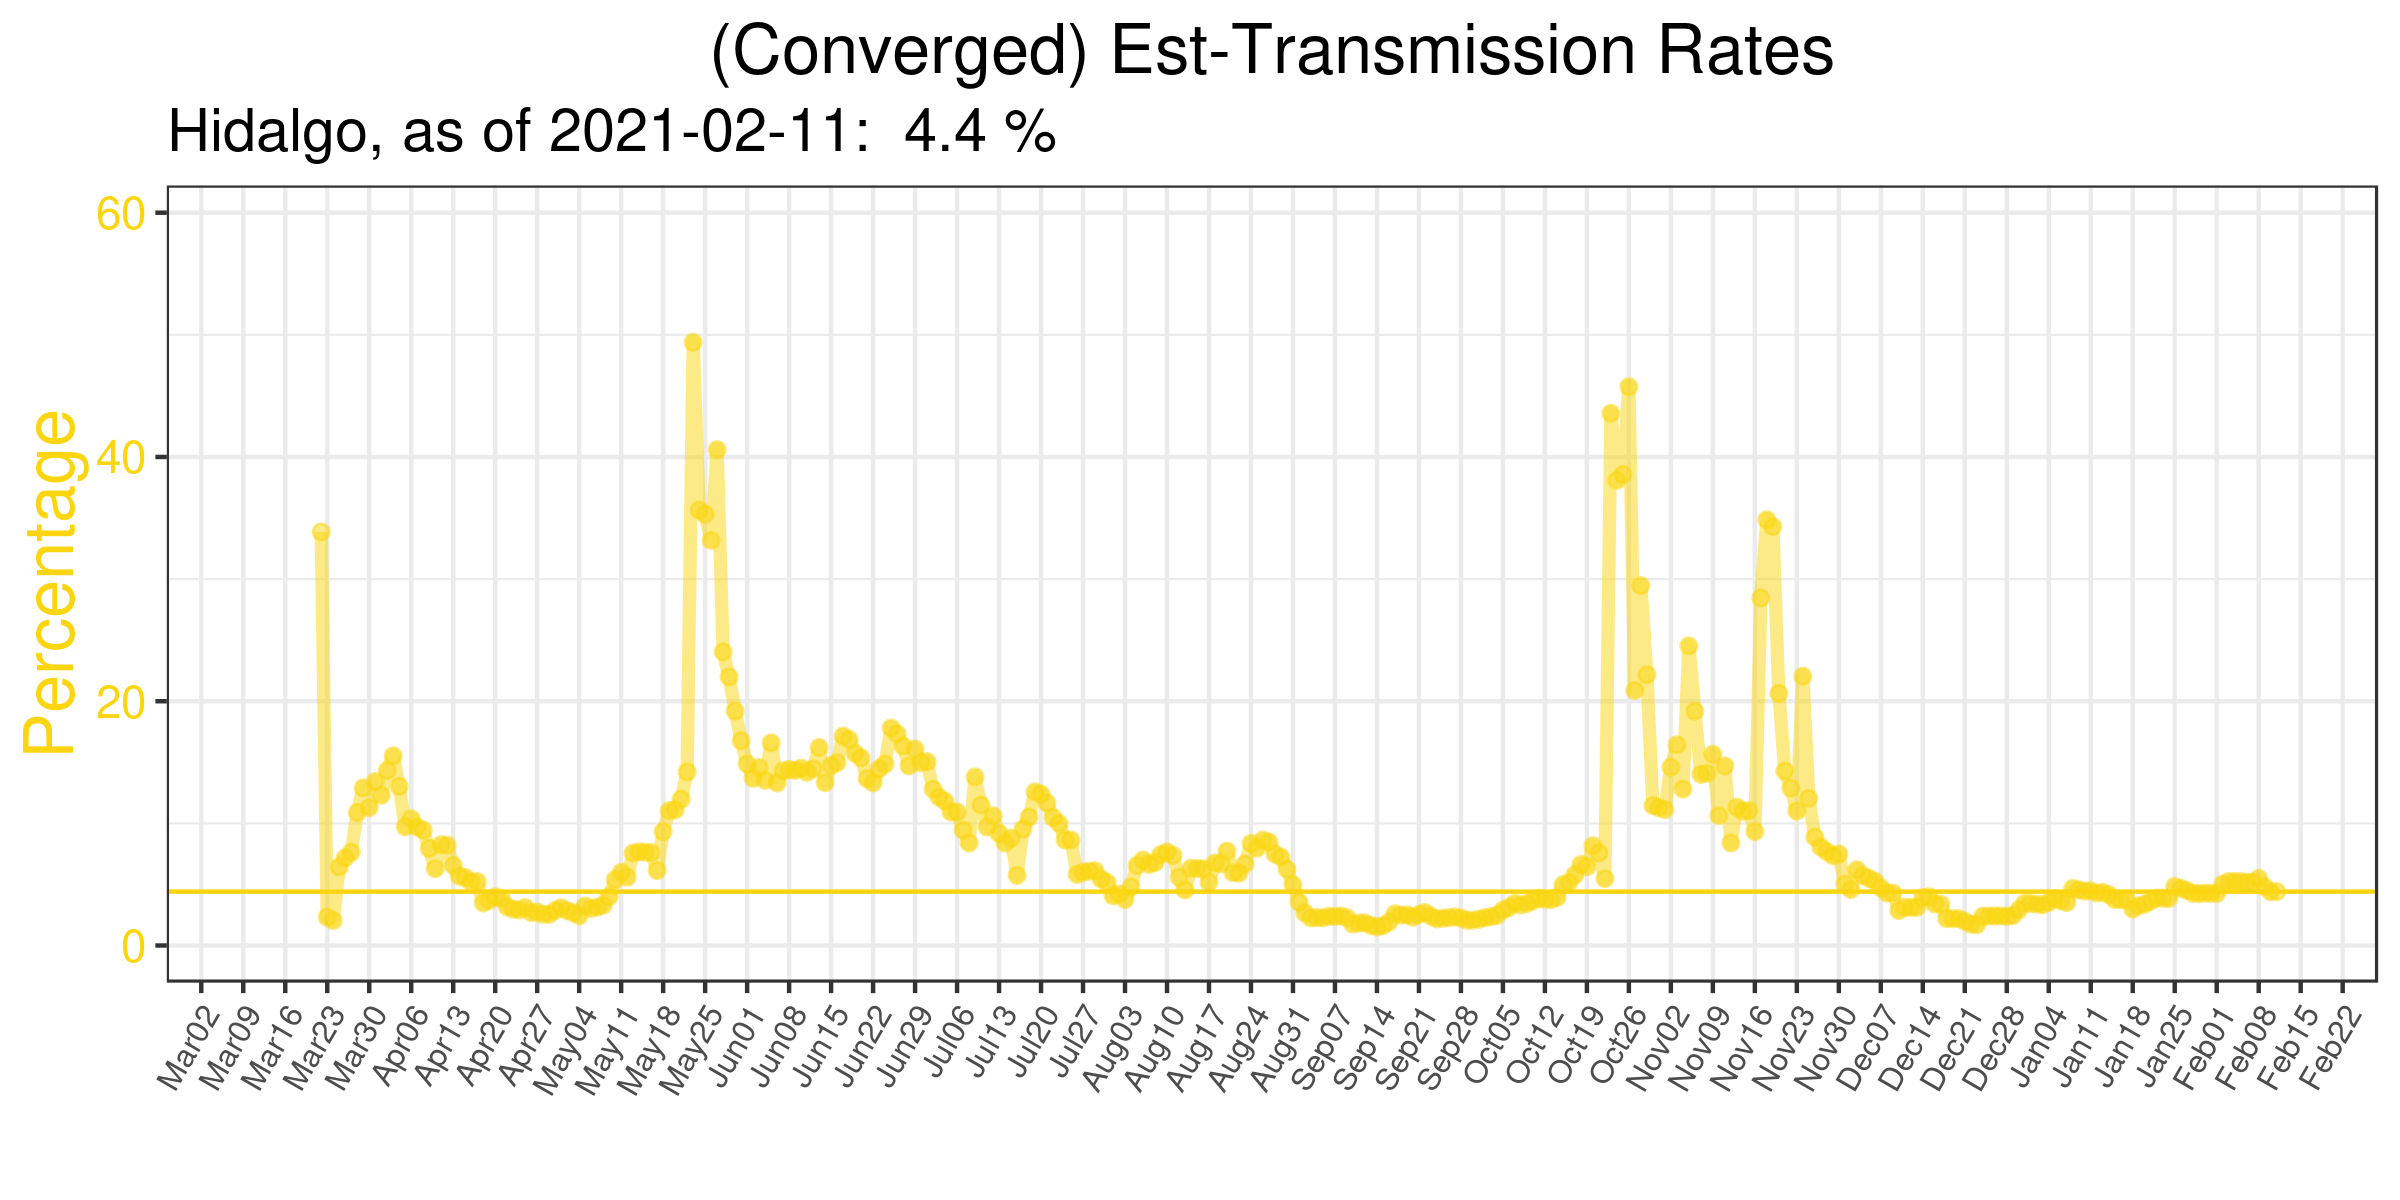 (Converged) Est-Transmission Rates
Hidalgo, as of 2021-02-11:  4.4 %
Percentage
60
40
20
0
Mar02 Mar09 Mar16 Mar23 Mar30 Apr06 Apr13 Apr20 Apr27 May04 May11 May18 May25 Jun01 Jun08 Jun15 Jun22 Jun29 Jul06 Jul13 Jul20 Jul27 Aug03 Aug10 Aug17 Aug24 Aug31 Sep07 Sep14 Sep21 Sep28 Oct05 Oct12 Oct19 Oct26 Nov02 Nov09 Nov16 Nov23 Nov30 Dec07 Dec14 Dec21 Dec28 Jan04 Jan11 Jan18 Jan25 Feb01 Feb08 Feb15 Feb22